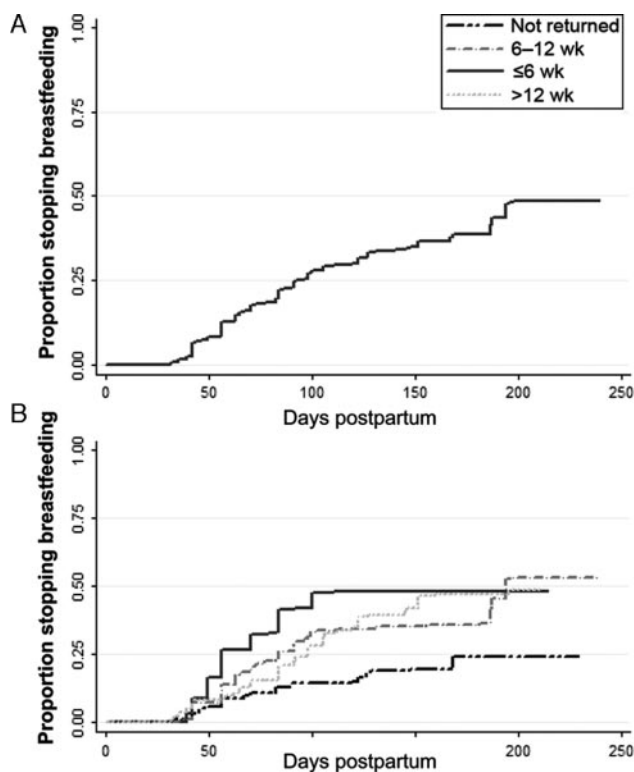 A
Not returned
6–12 wk
≤6 wk
>12 wk
Proportion stopping breastfeeding
1.00
0.75
0.50
0.25
0.00
0 50 100 150 200 250
Days postpartum
B
Proportion stopping breastfeeding
1.00
0.75
0.50
0.25
0.00
0 50 100 150 200 250
Days postpartum